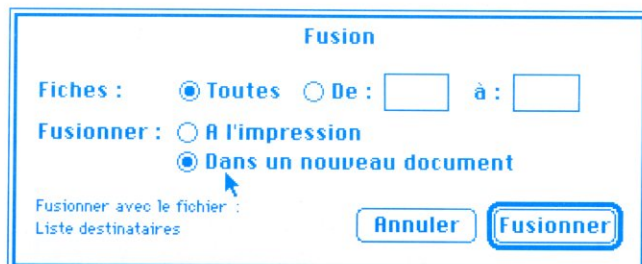 Fusion
Fiches : Toutes De : à :
Fusionner : A l'impression
Dans un nouveau document
Fusionner avec le fichier :
Liste destinataires
Annuler Fusionner